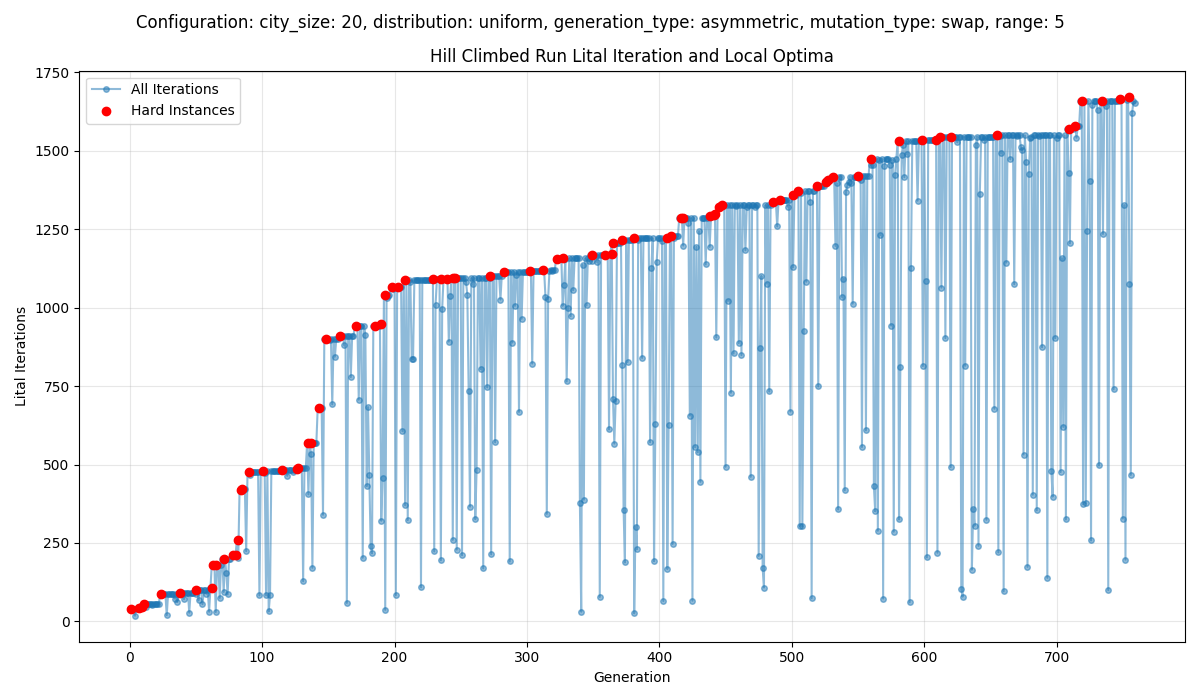 Configuration: city_size: 20, distribution: uniform, generation_type: asymmetric, mutation_type: swap, range: 5
Hill Climbed Run Lital Iteration and Local Optima
All Iterations
Hard Instances
Lital Iterations
1750
1500
1250
1000
750
500
250
0
0 100 200 300 400 500 600 700
Generation